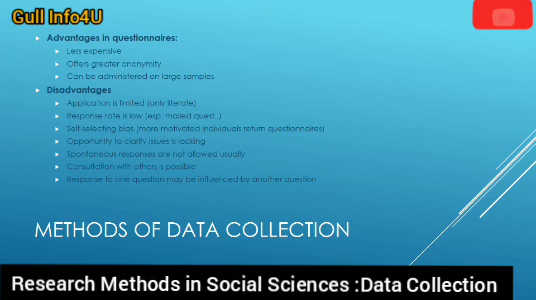 Gull Info4U
Advantages in questionnaires:
Less expensive
Offers greater anonymity
Can be administered on large samples
Disadvantages
Application is limited (only literate)
Response rate is low (esp. mailed quest.)
Self-selecting bias (more motivated individuals return questionnaires)
Opportunity to clarify issues is lacking
Spontaneous responses are not allowed usually
Consultation with others is possible
Response to one question may be influenced by another question
METHODS OF DATA COLLECTION
Research Methods in Social Sciences :Data Collection